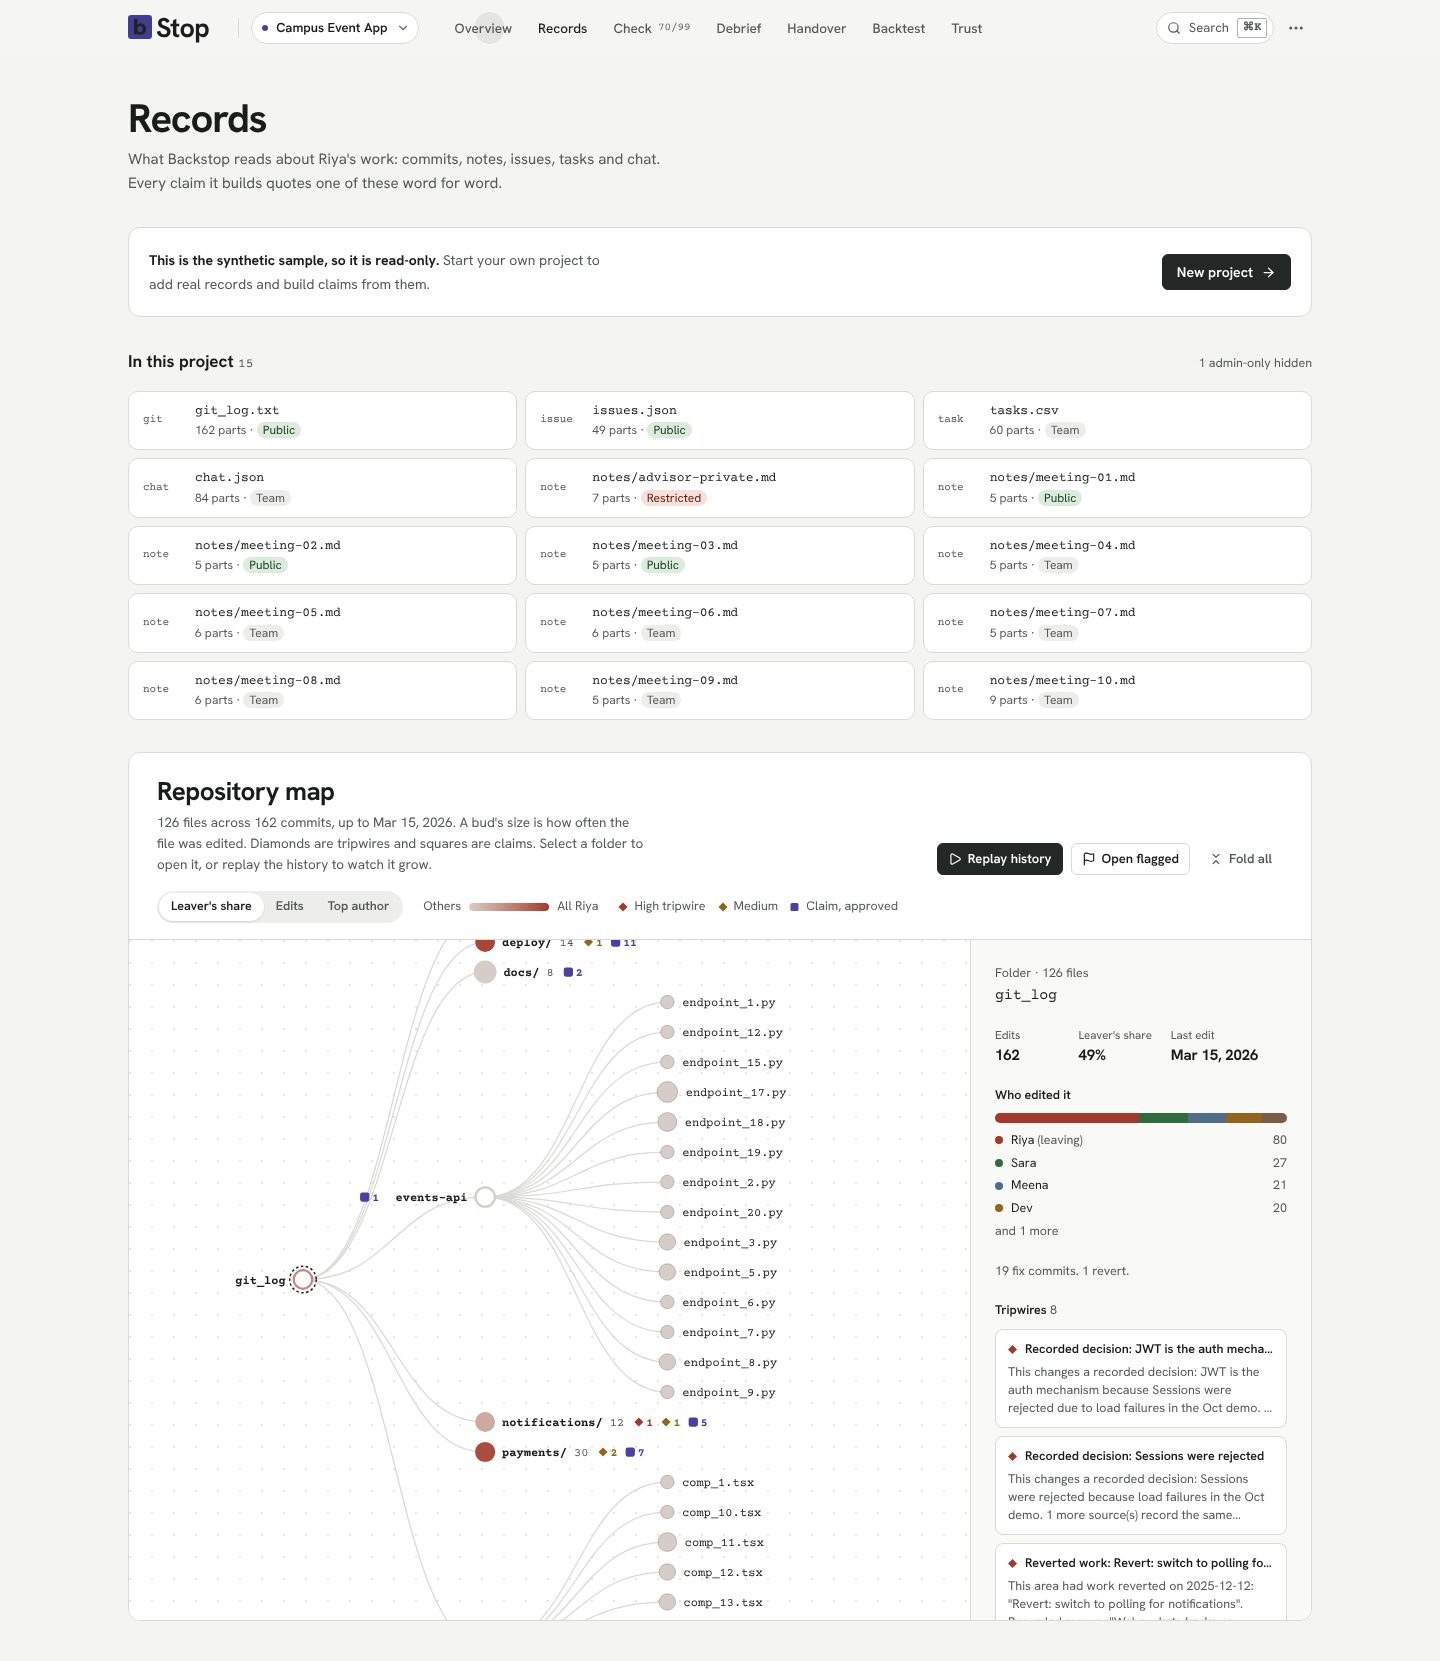 b Stop
Campus Event App
Overview
Records
Check 70/99
Debrief
Handover
Backtest
Trust
Search ⌘K
Records
What Backstop reads about Riya's work: commits, notes, issues, tasks and chat.
Every claim it builds quotes one of these word for word.
This is the synthetic sample, so it is read-only. Start your own project to
add real records and build claims from them.
New project
In this project 15
1 admin-only hidden
git
git_log.txt
162 parts · Public
issue
issues.json
49 parts · Public
task
tasks.csv
60 parts · Team
chat
chat.json
84 parts · Team
note
notes/advisor-private.md
7 parts · Restricted
note
notes/meeting-01.md
5 parts · Public
note
notes/meeting-02.md
5 parts · Public
note
notes/meeting-03.md
5 parts · Public
note
notes/meeting-04.md
5 parts · Team
note
notes/meeting-05.md
6 parts · Team
note
notes/meeting-06.md
6 parts · Team
note
notes/meeting-07.md
5 parts · Team
note
notes/meeting-08.md
6 parts · Team
note
notes/meeting-09.md
5 parts · Team
note
notes/meeting-10.md
9 parts · Team
Repository map
126 files across 162 commits, up to Mar 15, 2026. A bud's size is how often the
file was edited. Diamonds are tripwires and squares are claims. Select a folder to
open it, or replay the history to watch it grow.
Replay history
Open flagged
Fold all
Leaver's share
Edits
Top author
Others
All Riya
High tripwire
Medium
Claim, approved
deploy/ 14 1 11
docs/ 8 2
endpoint_1.py
endpoint_12.py
endpoint_15.py
endpoint_17.py
endpoint_18.py
endpoint_19.py
endpoint_2.py
1 events-api
endpoint_20.py
endpoint_3.py
endpoint_5.py
git_log
endpoint_6.py
endpoint_7.py
endpoint_8.py
endpoint_9.py
notifications/ 12 1 1 5
payments/ 30 2 7
comp_1.tsx
comp_10.tsx
comp_11.tsx
comp_12.tsx
comp_13.tsx
Folder · 126 files
git_log
Edits
162
Leaver's share
49%
Last edit
Mar 15, 2026
Who edited it
Riya (leaving) 80
Sara 27
Meena 21
Dev 20
and 1 more
19 fix commits. 1 revert.
Tripwires 8
Recorded decision: JWT is the auth mecha...
This changes a recorded decision: JWT is the
auth mechanism because Sessions were
rejected due to load failures in the Oct demo. ...
Recorded decision: Sessions were rejected
This changes a recorded decision: Sessions
were rejected because load failures in the Oct
demo. 1 more source(s) record the same...
Reverted work: Revert: switch to polling fo...
This area had work reverted on 2025-12-12:
"Revert: switch to polling for notifications".